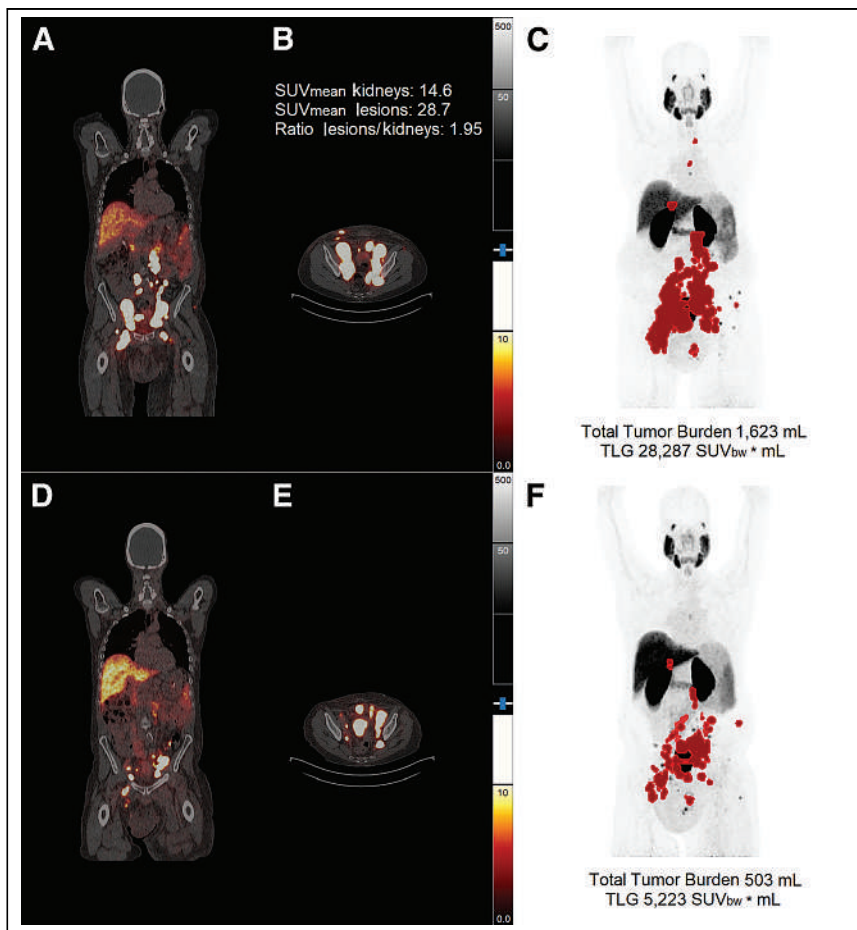 A
B
SUVmean kidneys: 14.6
SUVmean lesions: 28.7
Ratio lesions/kidneys: 1.95
500
50
10
0.0
C
Total Tumor Burden 1,623 mL
TLG 28,287 SUVbw * mL
D
E
500
50
10
0.0
F
Total Tumor Burden 503 mL
TLG 5,223 SUVbw * mL